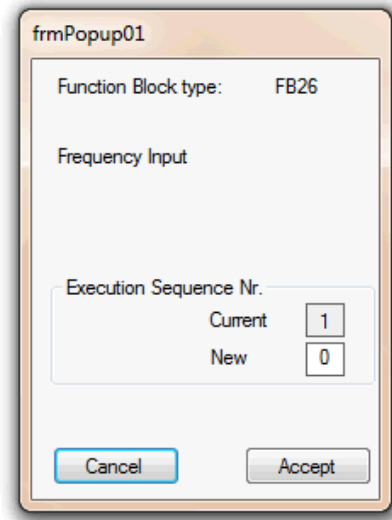 frmPopup01
Function Block type: FB26
Frequency Input
Execution Sequence Nr.
Current 1
New 0
Cancel Accept